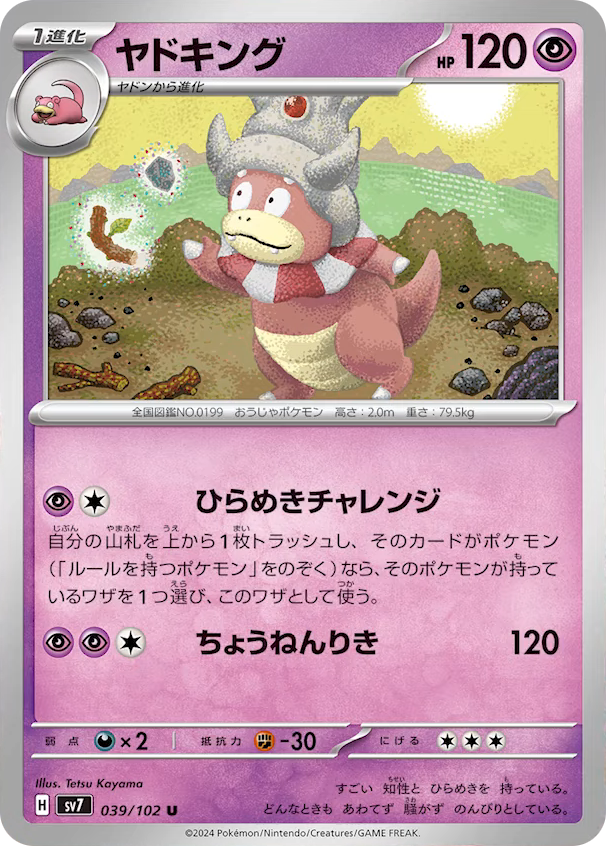 1進化
ヤドキング
HP 120
ヤドンから進化
全国図鑑NO.0199 おうじゃポケモン 高さ：2.0m 重さ：79.5kg
ひらめきチャレンジ
自分の山札を上から1枚トラッシュし、そのカードがポケモン
（「ルールを持つポケモン」をのぞく）なら、そのポケモンが持って
いるワザを1つ選び、このワザとして使う。
ちょうねんりき 120
弱点 ×2 抵抗力 -30 にげる
Illus. Tetsu Kayama
H sv7 039/102 U
すごい 知性と ひらめきを 持っている。
どんなときも あわてず 騒がず のんびりとしている。
©2024 Pokémon/Nintendo/Creatures/GAME FREAK.